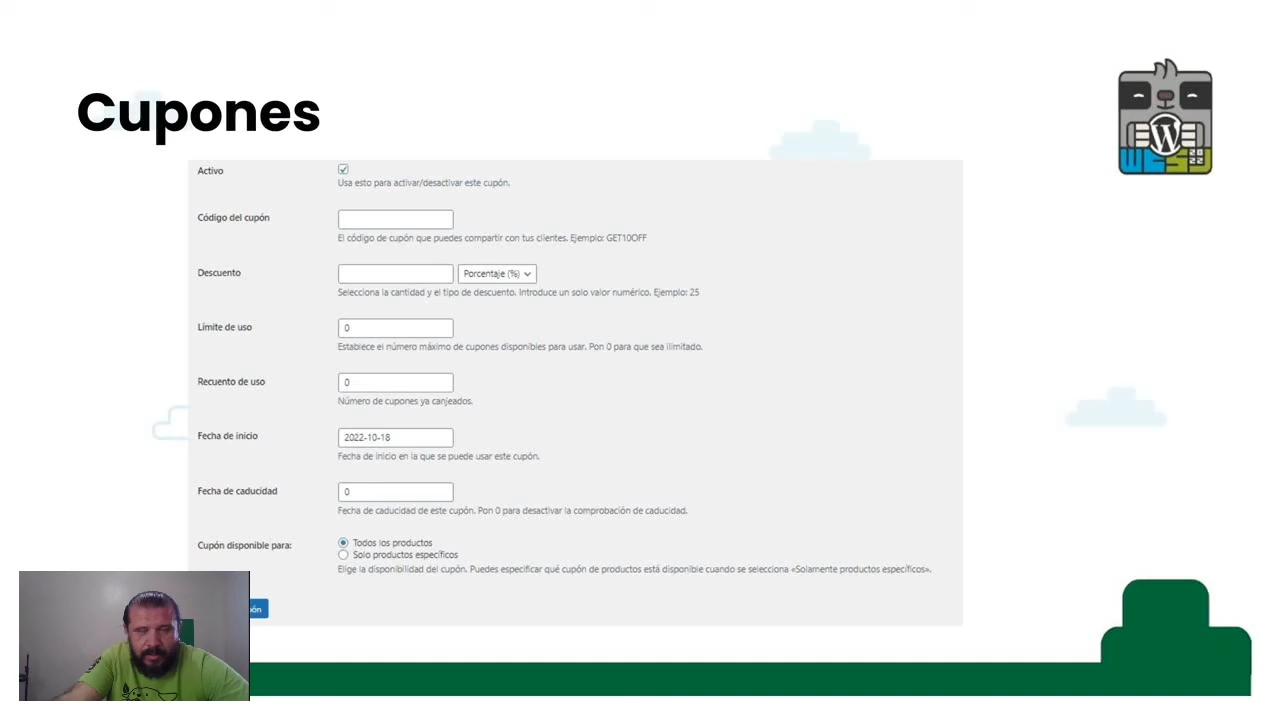 Cupones
Activo
Usa esto para activar/desactivar este cupón.
Código del cupón
El código de cupón que puedes compartir con tus clientes. Ejemplo: GET10OFF
Descuento
Porcentaje (%)
Selecciona la cantidad y el tipo de descuento. Introduce un solo valor numérico. Ejemplo: 25
Límite de uso
0
Establece el número máximo de cupones disponibles para usar. Pon 0 para que sea ilimitado.
Recuento de uso
0
Número de cupones ya canjeados.
Fecha de inicio
2022-10-18
Fecha de inicio en la que se puede usar este cupón.
Fecha de caducidad
0
Fecha de caducidad de este cupón. Pon 0 para desactivar la comprobación de caducidad.
Cupón disponible para:
Todos los productos
Solo productos específicos
Elige la disponibilidad del cupón. Puedes especificar qué cupón de productos está disponible cuando se selecciona «Solamente productos específicos».